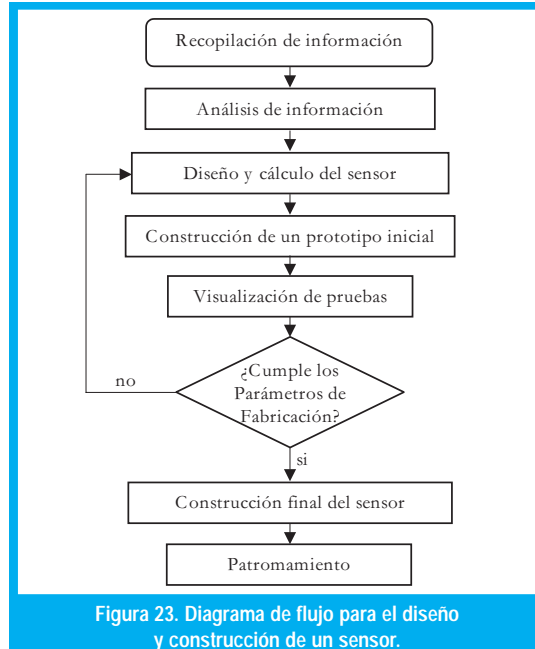 Recopilación de información
Análisis de información
Diseño y cálculo del sensor
Construcción de un prototipo inicial
Visualización de pruebas
¿Cumple los
Parámetros de
Fabricación?
no
si
Construcción final del sensor
Patromamiento
Figura 23. Diagrama de flujo para el diseño
y construcción de un sensor.